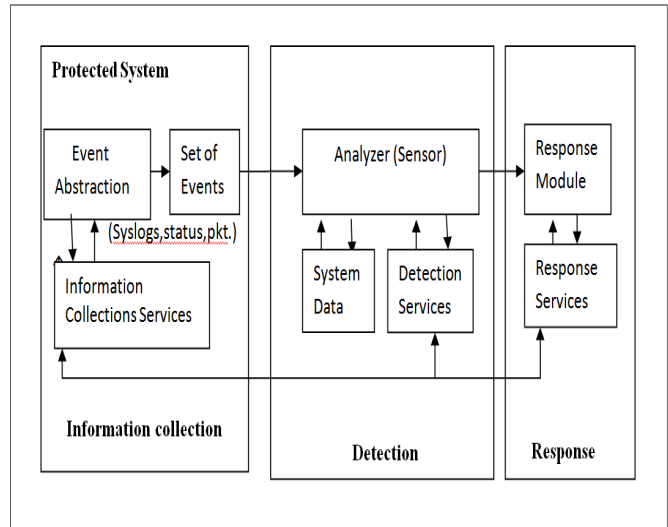 Protected System
Event
Abstraction
Set of
Events
(Syslogs,status,pkt.)
Information
Collections Services
Information collection
Analyzer (Sensor)
System
Data
Detection
Services
Detection
Response
Module
Response
Services
Response